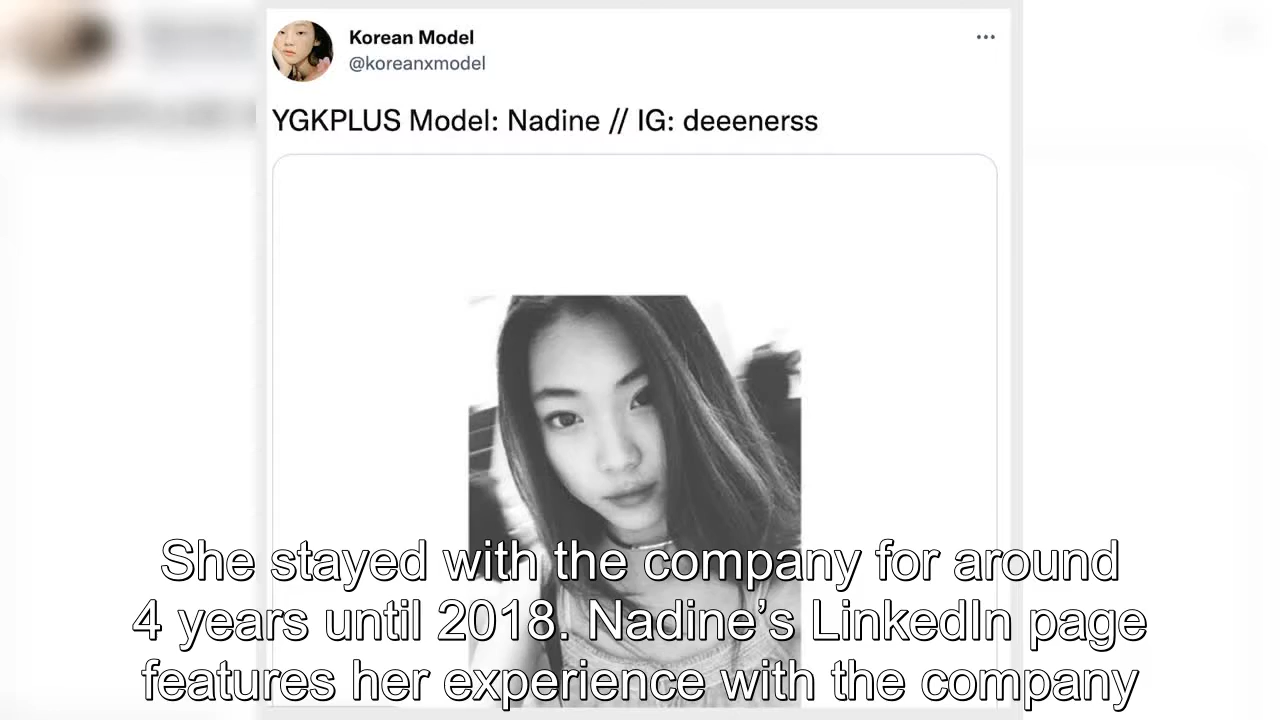 Korean Model
@koreanxmodel
YGKPLUS Model: Nadine // IG: deeenerss
She stayed with the company for around
4 years until 2018. Nadine’s LinkedIn page
features her experience with the company